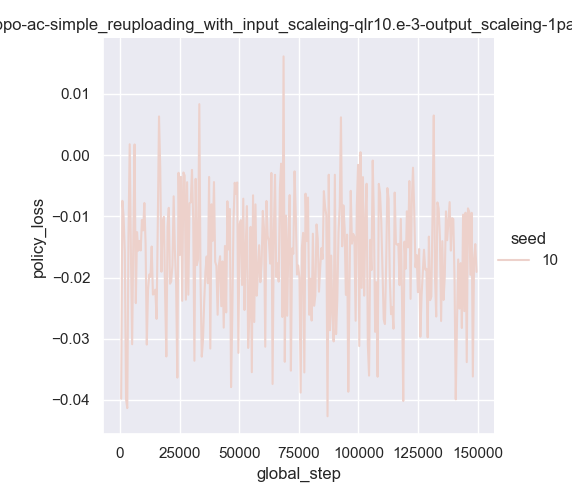 ppo-ac-simple_reuploading_with_input_scaleing-qlr10.e-3-output_scaleing-1pa
0.01
0.00
−0.01
−0.02
−0.03
−0.04
policy_loss
0 25000 50000 75000 100000 125000 150000
global_step
seed
10